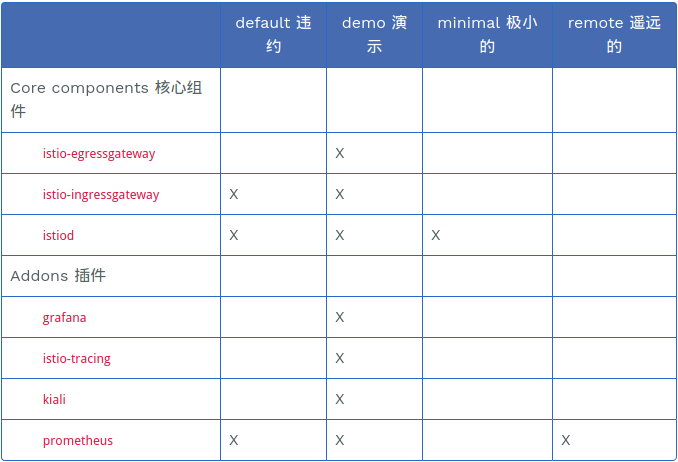 default 违约 demo 演示 minimal 极小的 remote 遥远的
Core components 核心组件
istio-egressgateway X
istio-ingressgateway X X
istiod X X X
Addons 插件
grafana X
istio-tracing X
kiali X
prometheus X X X